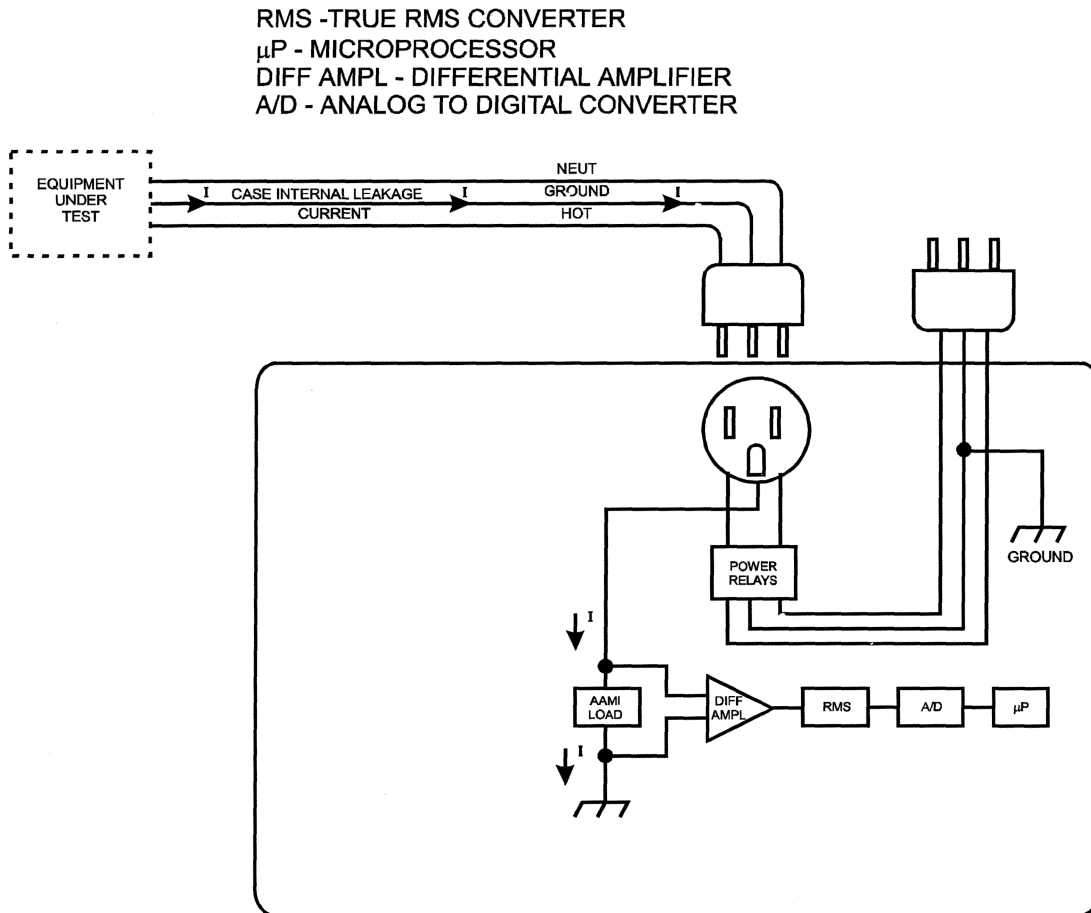 RMS -TRUE RMS CONVERTER
µP - MICROPROCESSOR
DIFF AMPL - DIFFERENTIAL AMPLIFIER
A/D - ANALOG TO DIGITAL CONVERTER
EQUIPMENT
UNDER
TEST
NEUT
I CASE INTERNAL LEAKAGE I GROUND I
CURRENT HOT
GROUND
POWER
RELAYS
I
AAMI
LOAD
DIFF
AMPL
RMS
A/D
µP
I